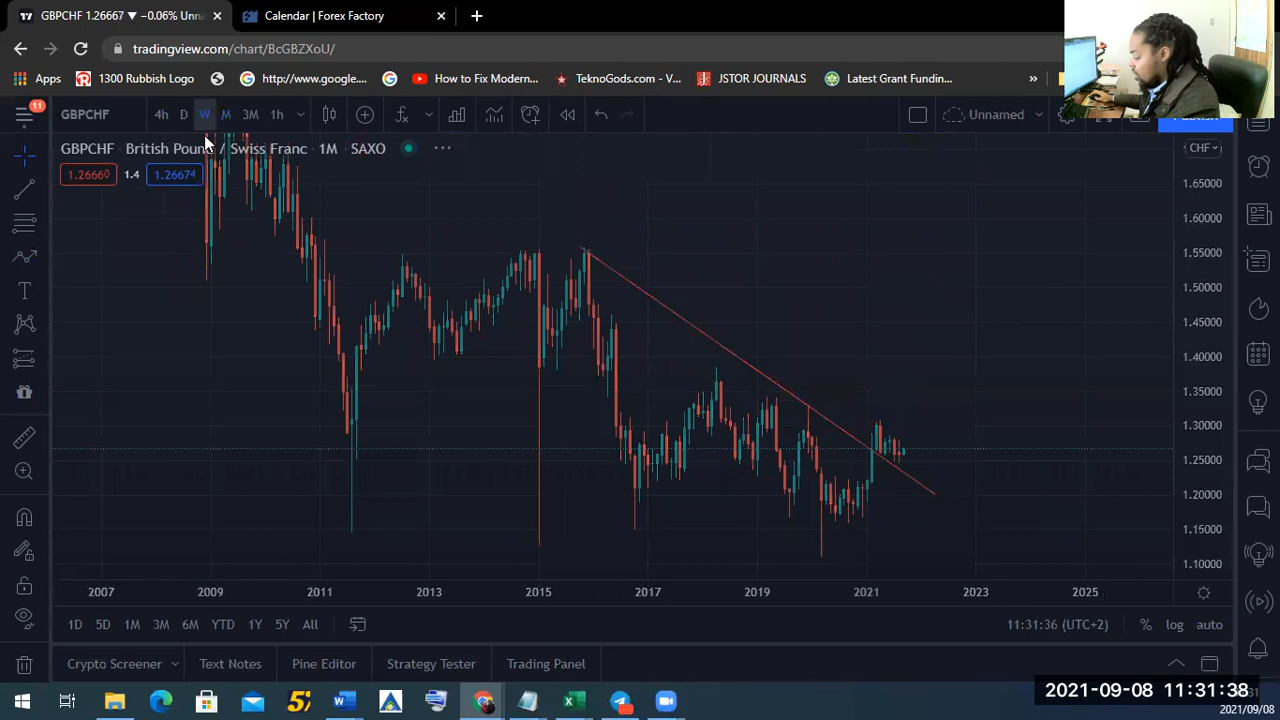 GBPCHF 1.26667 ▼ −0.06% Unna
Calendar | Forex Factory
tradingview.com/chart/BcGBZXoU/
Apps
1300 Rubbish Logo
http://www.google....
How to Fix Modern...
TeknoGods.com - V...
JSTOR JOURNALS
Latest Grant Fundin...
»
11
GBPCHF
4h D W M 3M 1h
Unnamed
GBPCHF British Pound / Swiss Franc 1M SAXO
CHF
1.26660 1.4 1.26674
1.65000
1.60000
1.55000
1.50000
1.45000
1.40000
1.35000
1.30000
1.25000
1.20000
1.15000
1.10000
2007 2009 2011 2013 2015 2017 2019 2021 2023 2025
1D 5D 1M 3M 6M YTD 1Y 5Y All
11:31:36 (UTC+2) % log auto
Crypto Screener Text Notes Pine Editor Strategy Tester Trading Panel
2021-09-08 11:31:38
2021/09/08